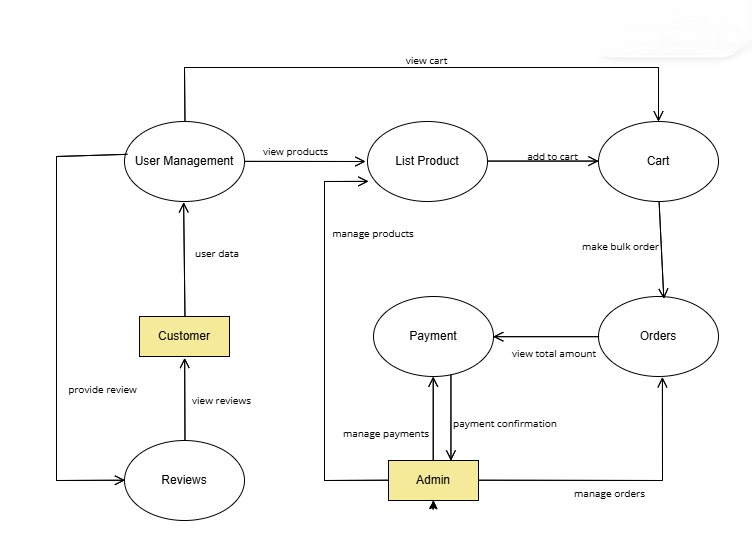 view cart
User Management
view products
List Product
add to cart
Cart
manage products
make bulk order
user data
Customer
Payment
Orders
view total amount
provide review
view reviews
manage payments
payment confirmation
Reviews
Admin
manage orders